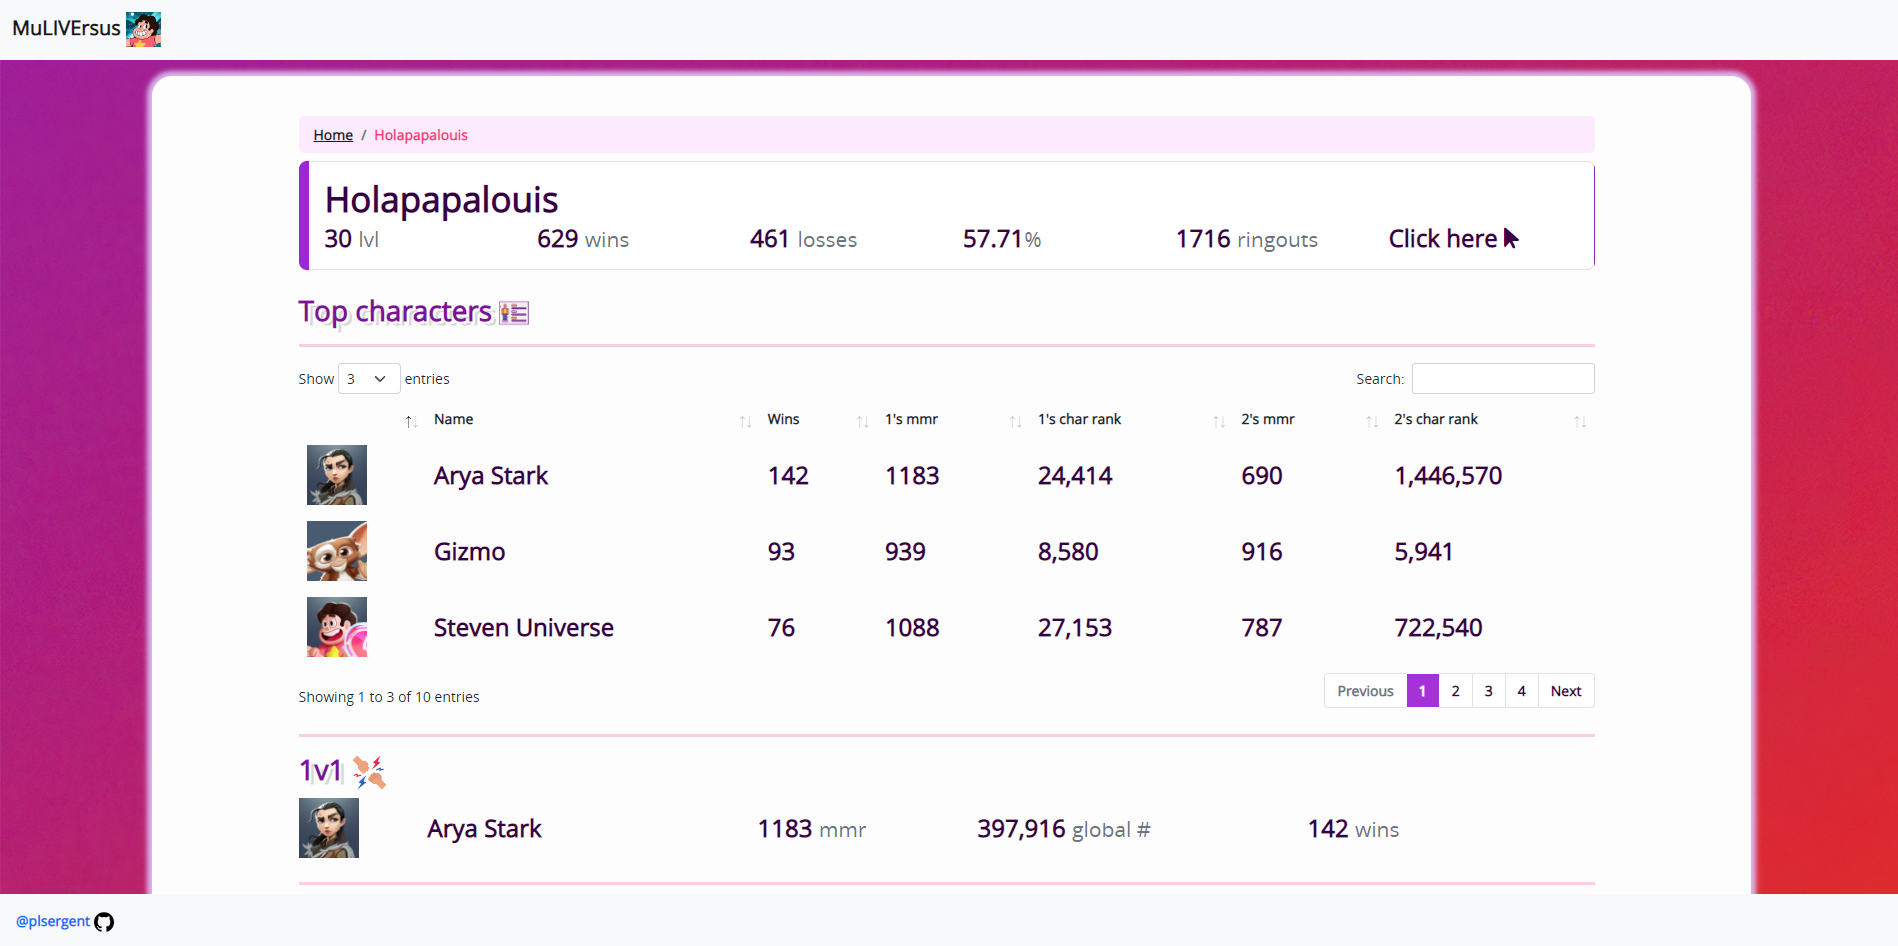 MuLIVErsus
Home / Holapapalouis
Holapapalouis
30 lvl 629 wins 461 losses 57.71% 1716 ringouts Click here
Top characters
Show 3 entries Search:
Name Wins 1's mmr 1's char rank 2's mmr 2's char rank
Arya Stark 142 1183 24,414 690 1,446,570
Gizmo 93 939 8,580 916 5,941
Steven Universe 76 1088 27,153 787 722,540
Showing 1 to 3 of 10 entries Previous 1 2 3 4 Next
1v1
Arya Stark 1183 mmr 397,916 global # 142 wins
@plsergent